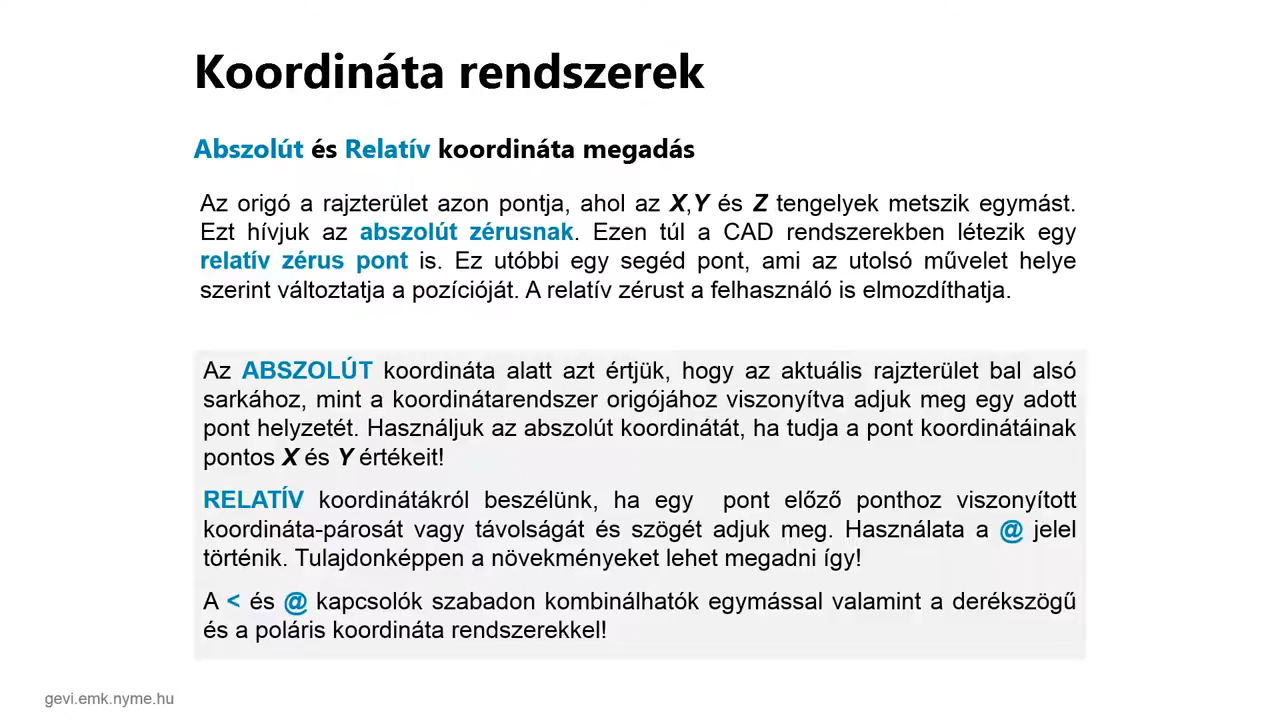 Koordináta rendszerek
Abszolút és Relatív koordináta megadás
Az origó a rajzterület azon pontja, ahol az X,Y és Z tengelyek metszik egymást.
Ezt hívjuk az abszolút zérusnak. Ezen túl a CAD rendszerekben létezik egy
relatív zérus pont is. Ez utóbbi egy segéd pont, ami az utolsó művelet helye
szerint változtatja a pozícióját. A relatív zérust a felhasználó is elmozdíthatja.
Az ABSZOLÚT koordináta alatt azt értjük, hogy az aktuális rajzterület bal alsó
sarkához, mint a koordinátarendszer origójához viszonyítva adjuk meg egy adott
pont helyzetét. Használjuk az abszolút koordinátát, ha tudja a pont koordinátáinak
pontos X és Y értékeit!
RELATÍV koordinátákról beszélünk, ha egy pont előző ponthoz viszonyított
koordináta-párosát vagy távolságát és szögét adjuk meg. Használata a @ jelel
történik. Tulajdonképpen a növekményeket lehet megadni így!
A < és @ kapcsolók szabadon kombinálhatók egymással valamint a derékszögű
és a poláris koordináta rendszerekkel!
gevi.emk.nyme.hu